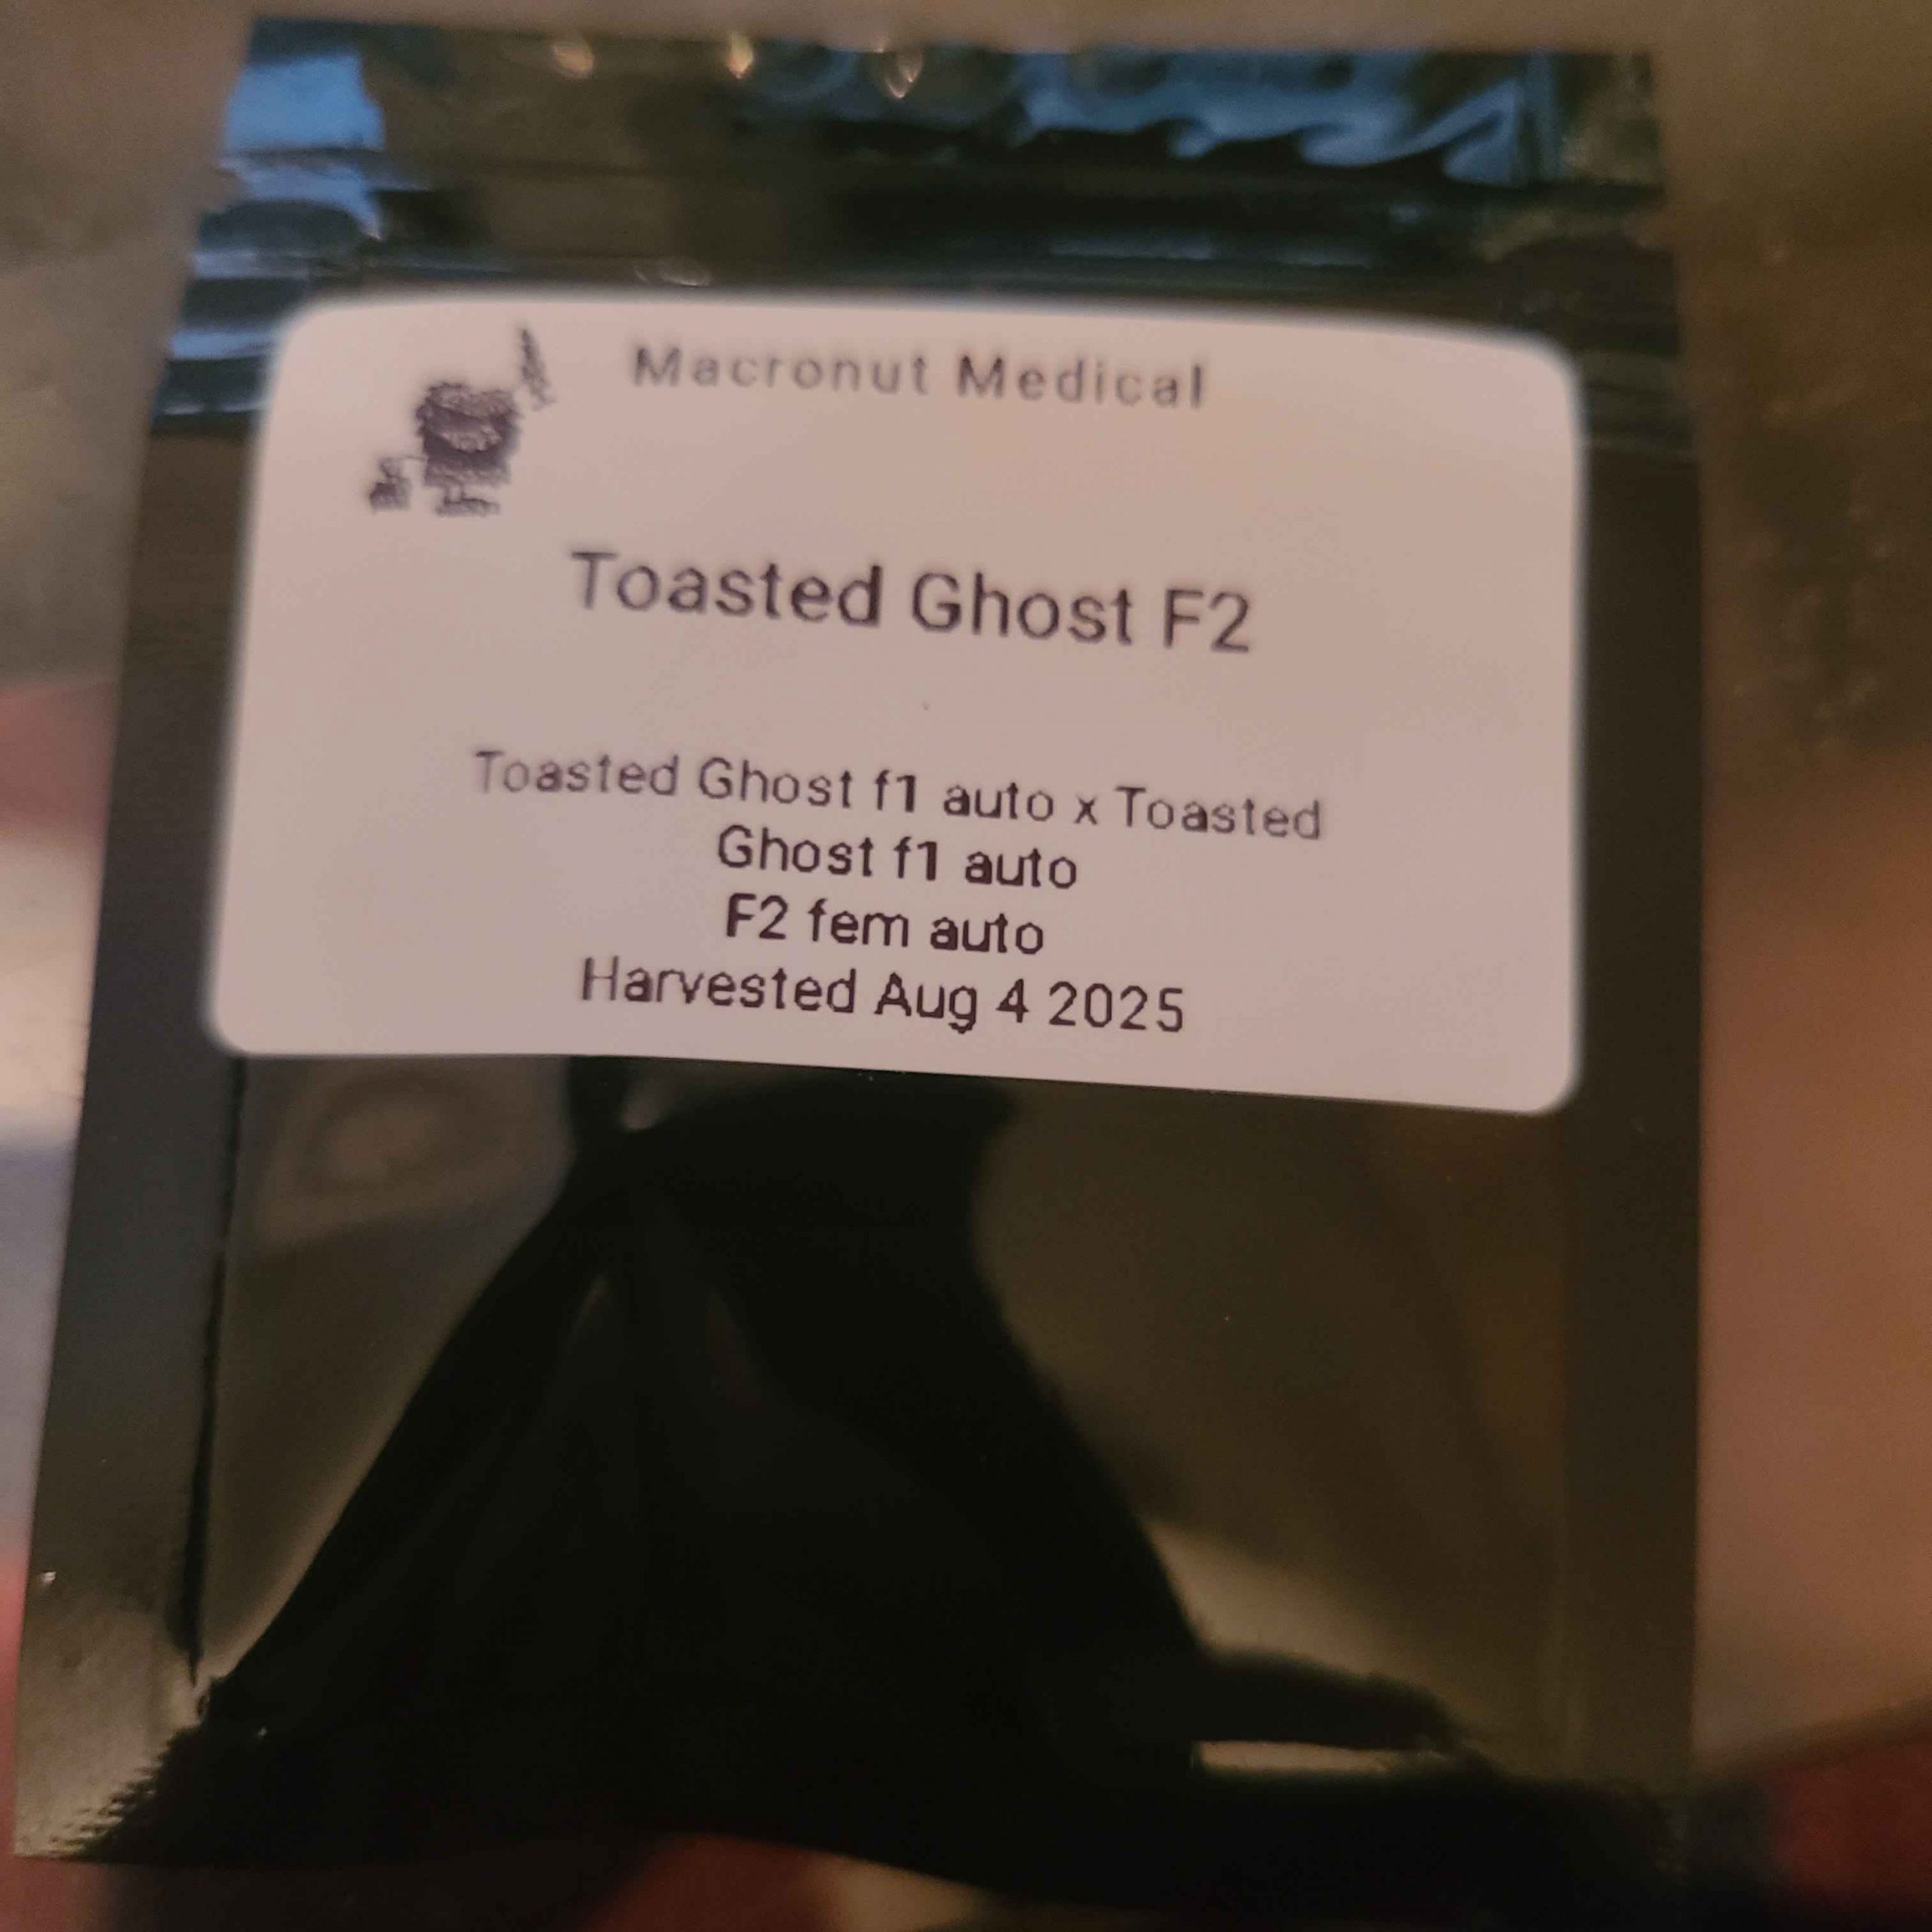 Macronut Medical
Toasted Ghost F2
Toasted Ghost f1 auto x Toasted
Ghost f1 auto
F2 fem auto
Harvested Aug 4 2025